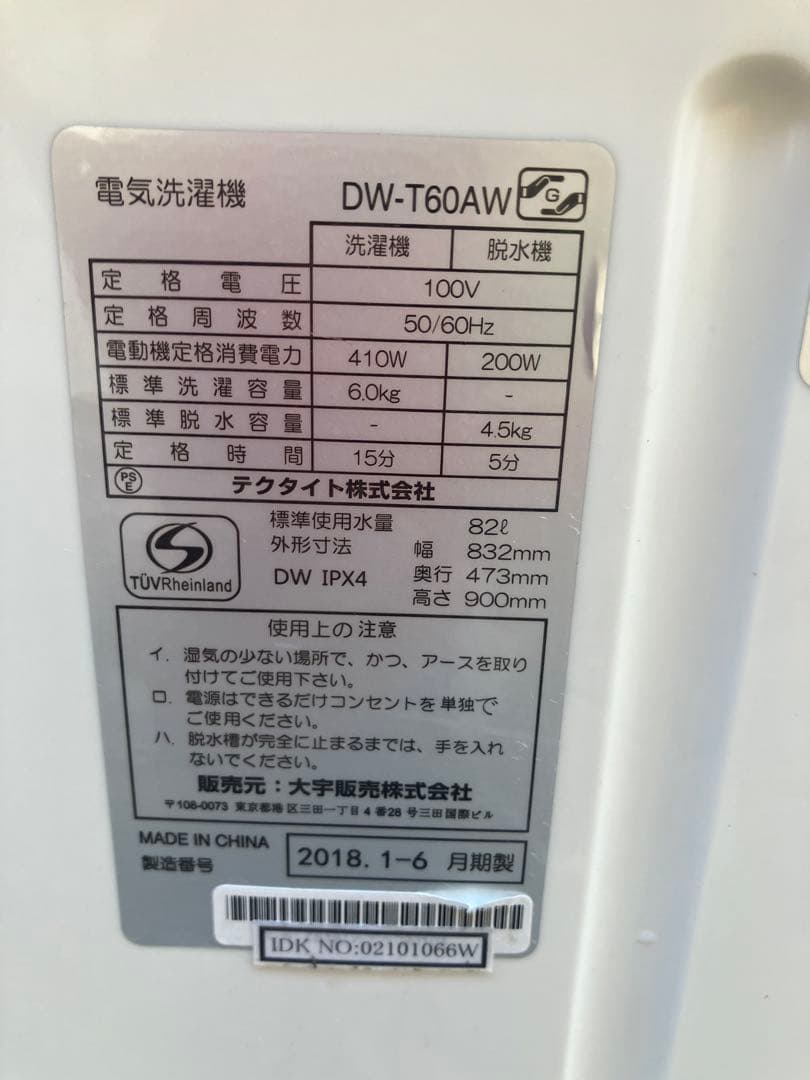 電気洗濯機 DW-T60AW G
洗濯機 脱水機
定格電圧 100V
定格周波数 50/60Hz
電動機定格消費電力 410W 200W
標準洗濯容量 6.0kg -
標準脱水容量 - 4.5kg
定格時間 15分 5分
PSE テクタイト株式会社
標準使用水量 82ℓ
外形寸法 幅 832mm
TÜVRheinland DW IPX4 奥行 473mm
高さ 900mm
使用上の注意
イ. 湿気の少ない場所で、かつ、アースを取り
付けてご使用下さい。
ロ. 電源はできるだけコンセントを単独で
ご使用ください。
ハ. 脱水槽が完全に止まるまでは、手を入れ
ないでください。
販売元：大宇販売株式会社
〒108-0073 東京都港区三田一丁目4番28号三田国際ビル
MADE IN CHINA
製造番号 2018. 1-6 月期製
IDK NO:02101066W